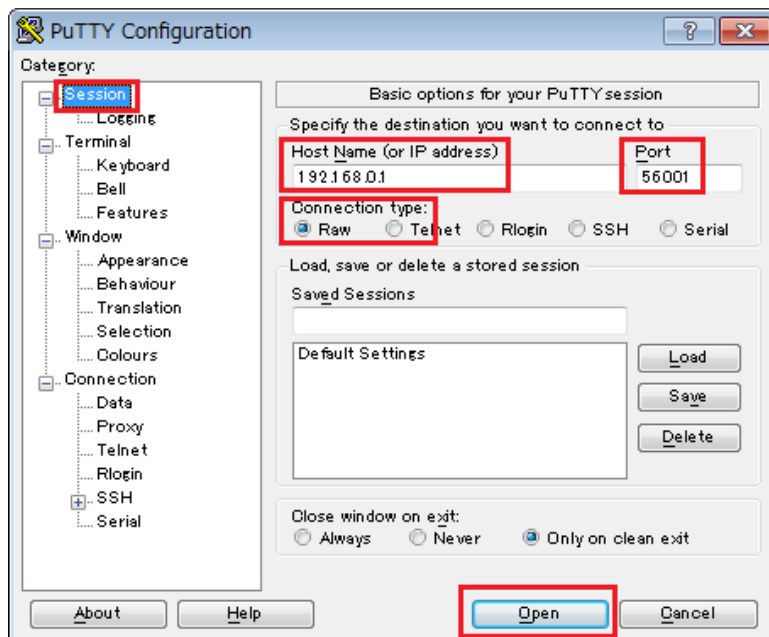 PuTTY Configuration
Category:
Session
Logging
Terminal
Keyboard
Bell
Features
Window
Appearance
Behaviour
Translation
Selection
Colours
Connection
Data
Proxy
Telnet
Rlogin
SSH
Serial
Basic options for your PuTTY session
Specify the destination you want to connect to
Host Name (or IP address) Port
192.168.0.1 56001
Connection type:
Raw Telnet Rlogin SSH Serial
Load, save or delete a stored session
Saved Sessions
Default Settings
Load
Save
Delete
Close window on exit:
Always Never Only on clean exit
About Help Open Cancel